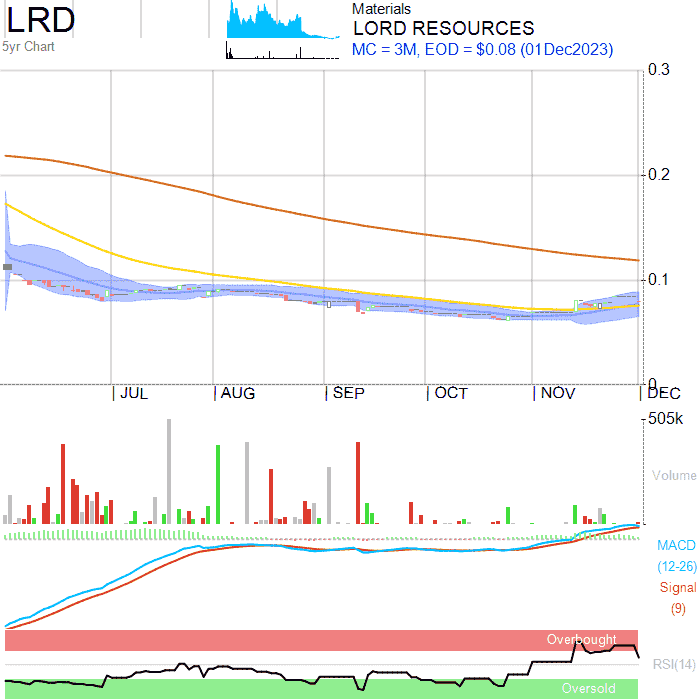 LRD
5yr Chart
Materials
LORD RESOURCES
MC = 3M, EOD = $0.08 (01Dec2023)
0.3
0.2
0.1
0
JUL AUG SEP OCT NOV DEC
505k
Volume
MACD
(12-26)
Signal
(9)
Overbought
RSI(14)
Oversold